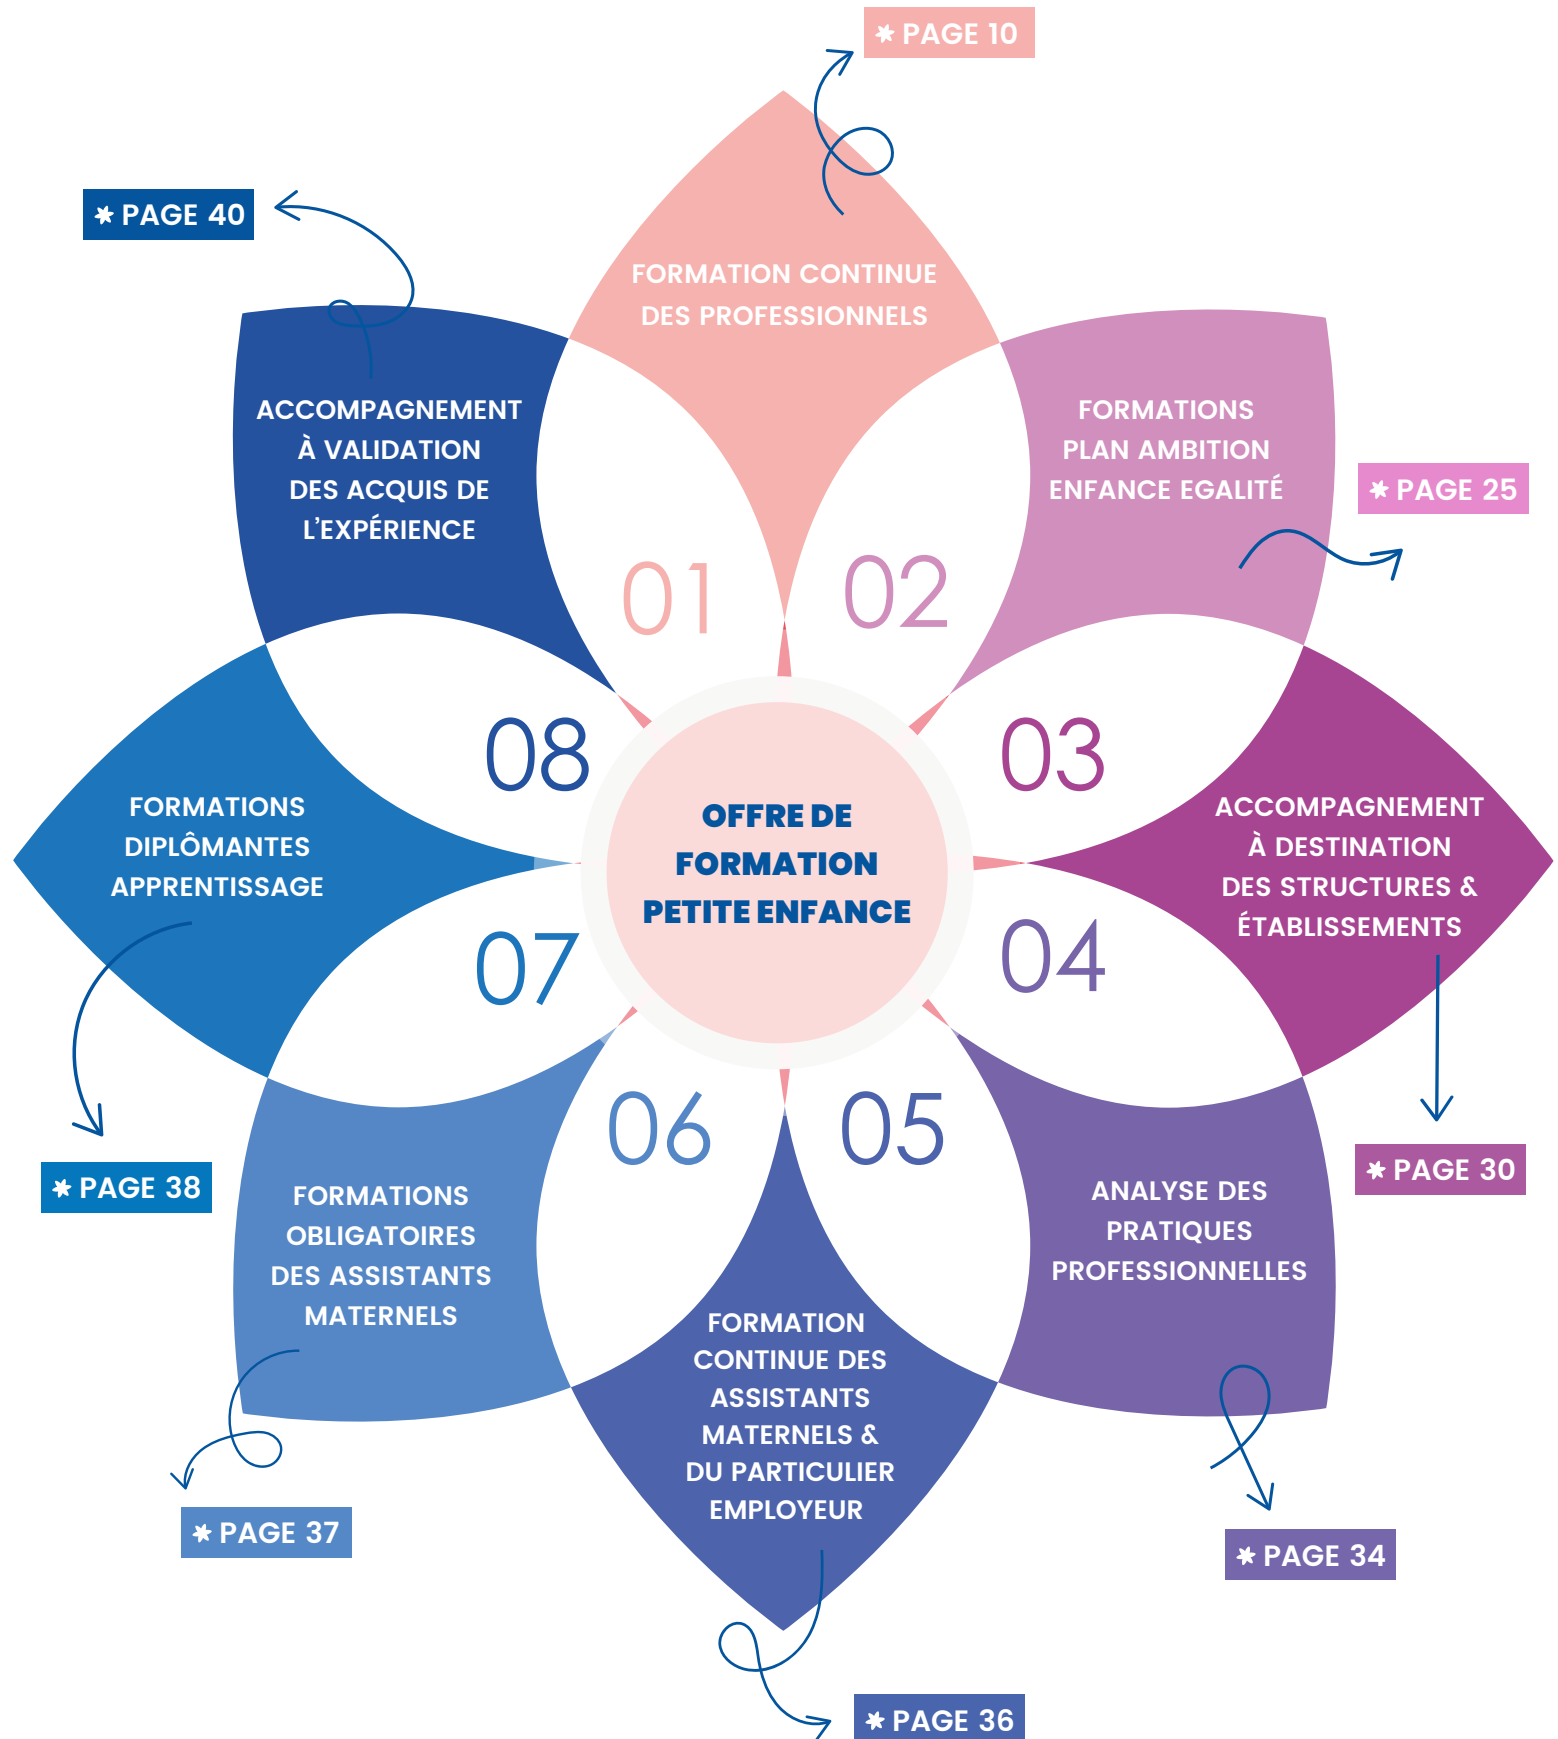 PAGE 10
FORMATION CONTINUE
DES PROFESSIONNELS
01
FORMATIONS
PLAN AMBITION
ENFANCE EGALITÉ
02
PAGE 25
ACCOMPAGNEMENT
À DESTINATION
DES STRUCTURES &
ÉTABLISSEMENTS
03
PAGE 30
ANALYSE DES
PRATIQUES
PROFESSIONNELLES
04
PAGE 34
FORMATION
CONTINUE DES
ASSISTANTS
MATERNELS &
DU PARTICULIER
EMPLOYEUR
05
PAGE 36
FORMATIONS
OBLIGATOIRES
DES ASSISTANTS
MATERNELS
06
PAGE 37
FORMATIONS
DIPLÔMANTES
APPRENTISSAGE
07
PAGE 38
ACCOMPAGNEMENT
À VALIDATION
DES ACQUIS DE
L'EXPÉRIENCE
08
PAGE 40
OFFRE DE
FORMATION
PETITE ENFANCE